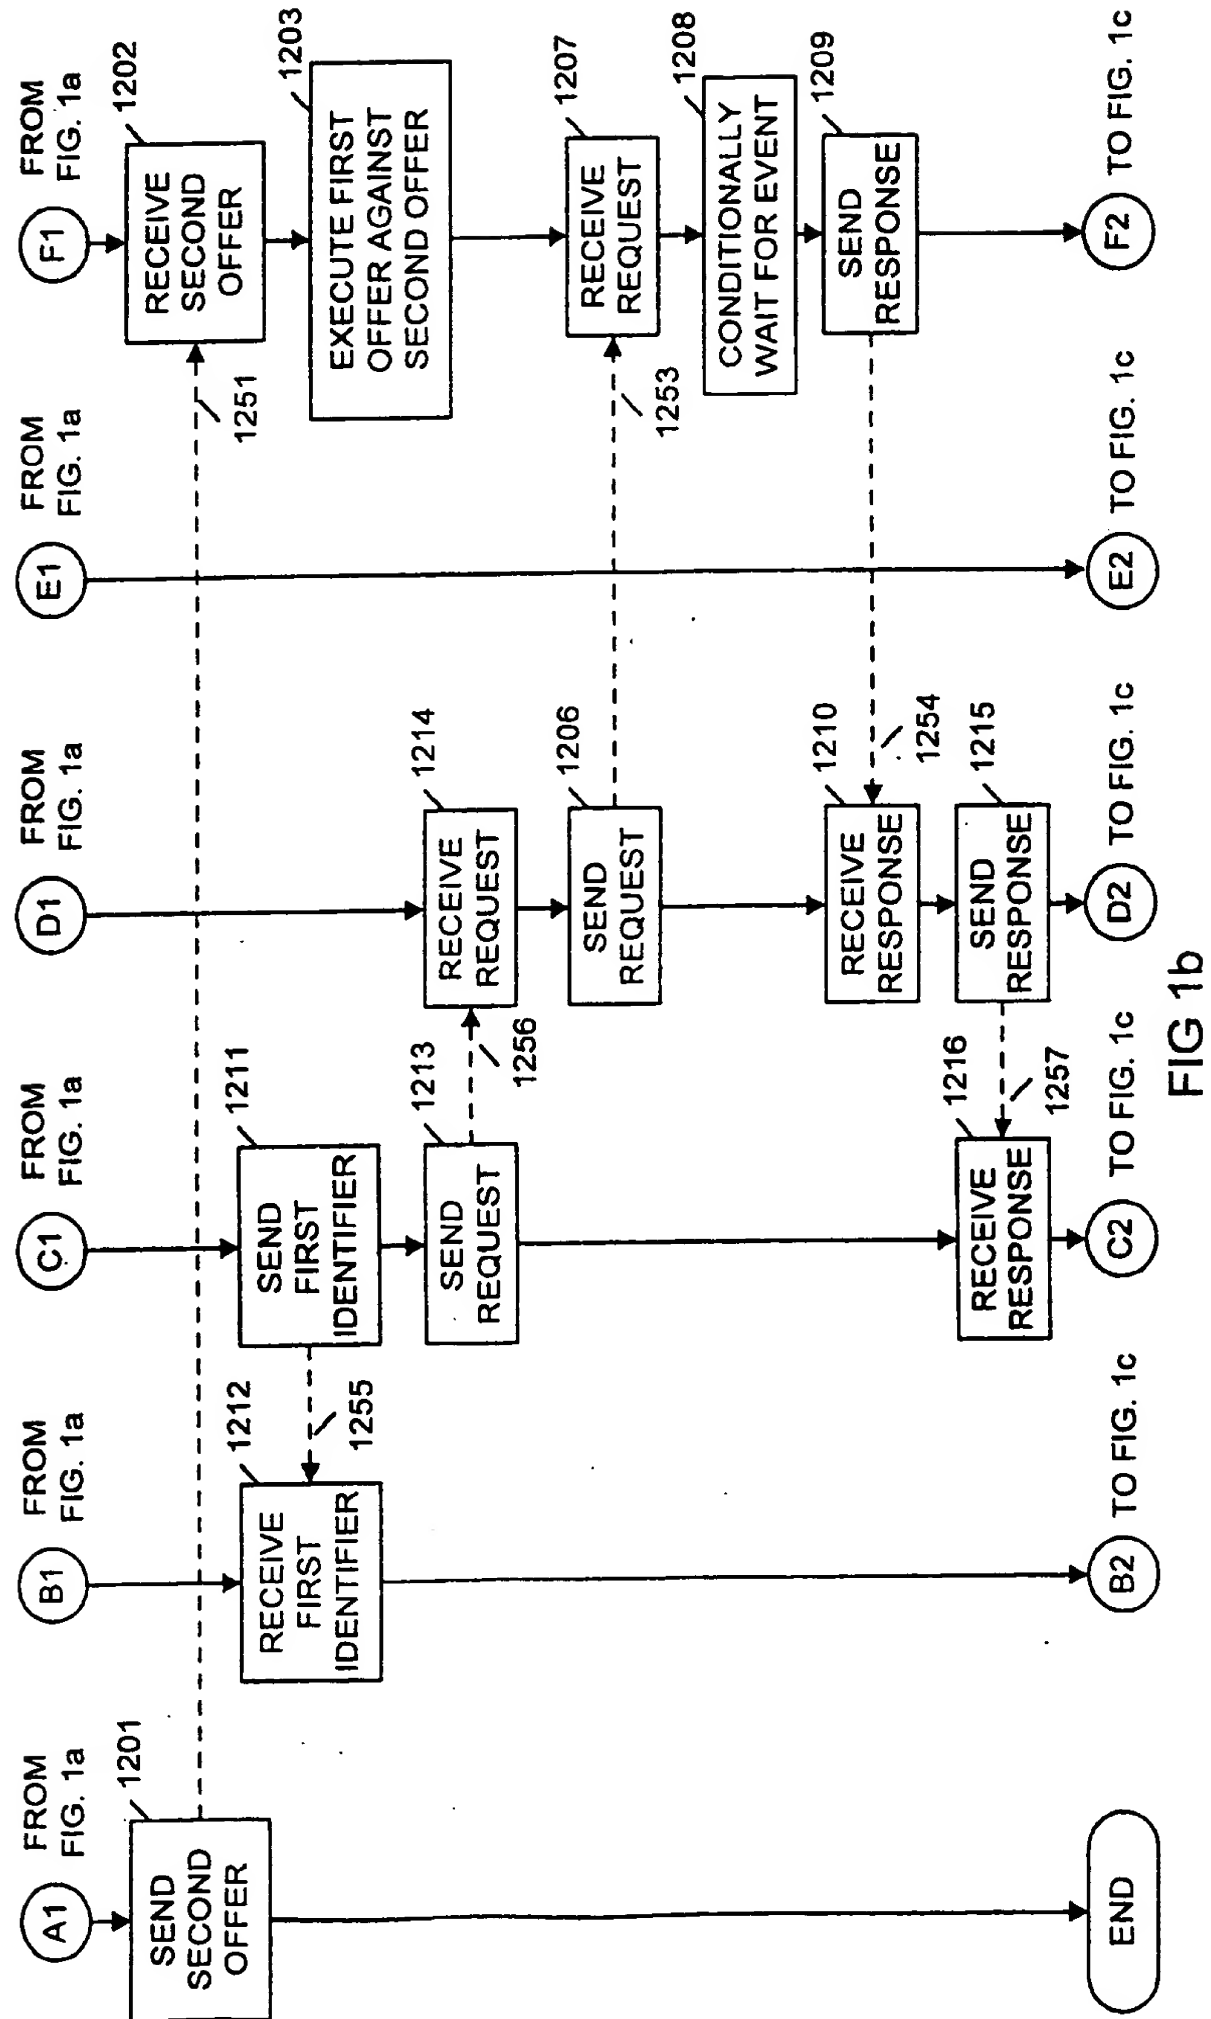 A1
FROM
FIG. 1a
B1
FROM
FIG. 1a
C1
FROM
FIG. 1a
D1
FROM
FIG. 1a
E1
FROM
FIG. 1a
F1
FROM
FIG. 1a
1201
SEND
SECOND
OFFER
1251
1202
RECEIVE
SECOND
OFFER
1212
RECEIVE
FIRST
IDENTIFIER
1255
1211
SEND
FIRST
IDENTIFIER
1203
EXECUTE FIRST
OFFER AGAINST
SECOND OFFER
1213
SEND
REQUEST
1256
1214
RECEIVE
REQUEST
1206
SEND
REQUEST
1253
1207
RECEIVE
REQUEST
1208
CONDITIONALLY
WAIT FOR EVENT
1210
RECEIVE
RESPONSE
1254
1209
SEND
RESPONSE
1216
RECEIVE
RESPONSE
1257
1215
SEND
RESPONSE
END
B2
TO FIG. 1c
C2
TO FIG. 1c
D2
TO FIG. 1c
E2
TO FIG. 1c
F2
TO FIG. 1c
FIG 1b